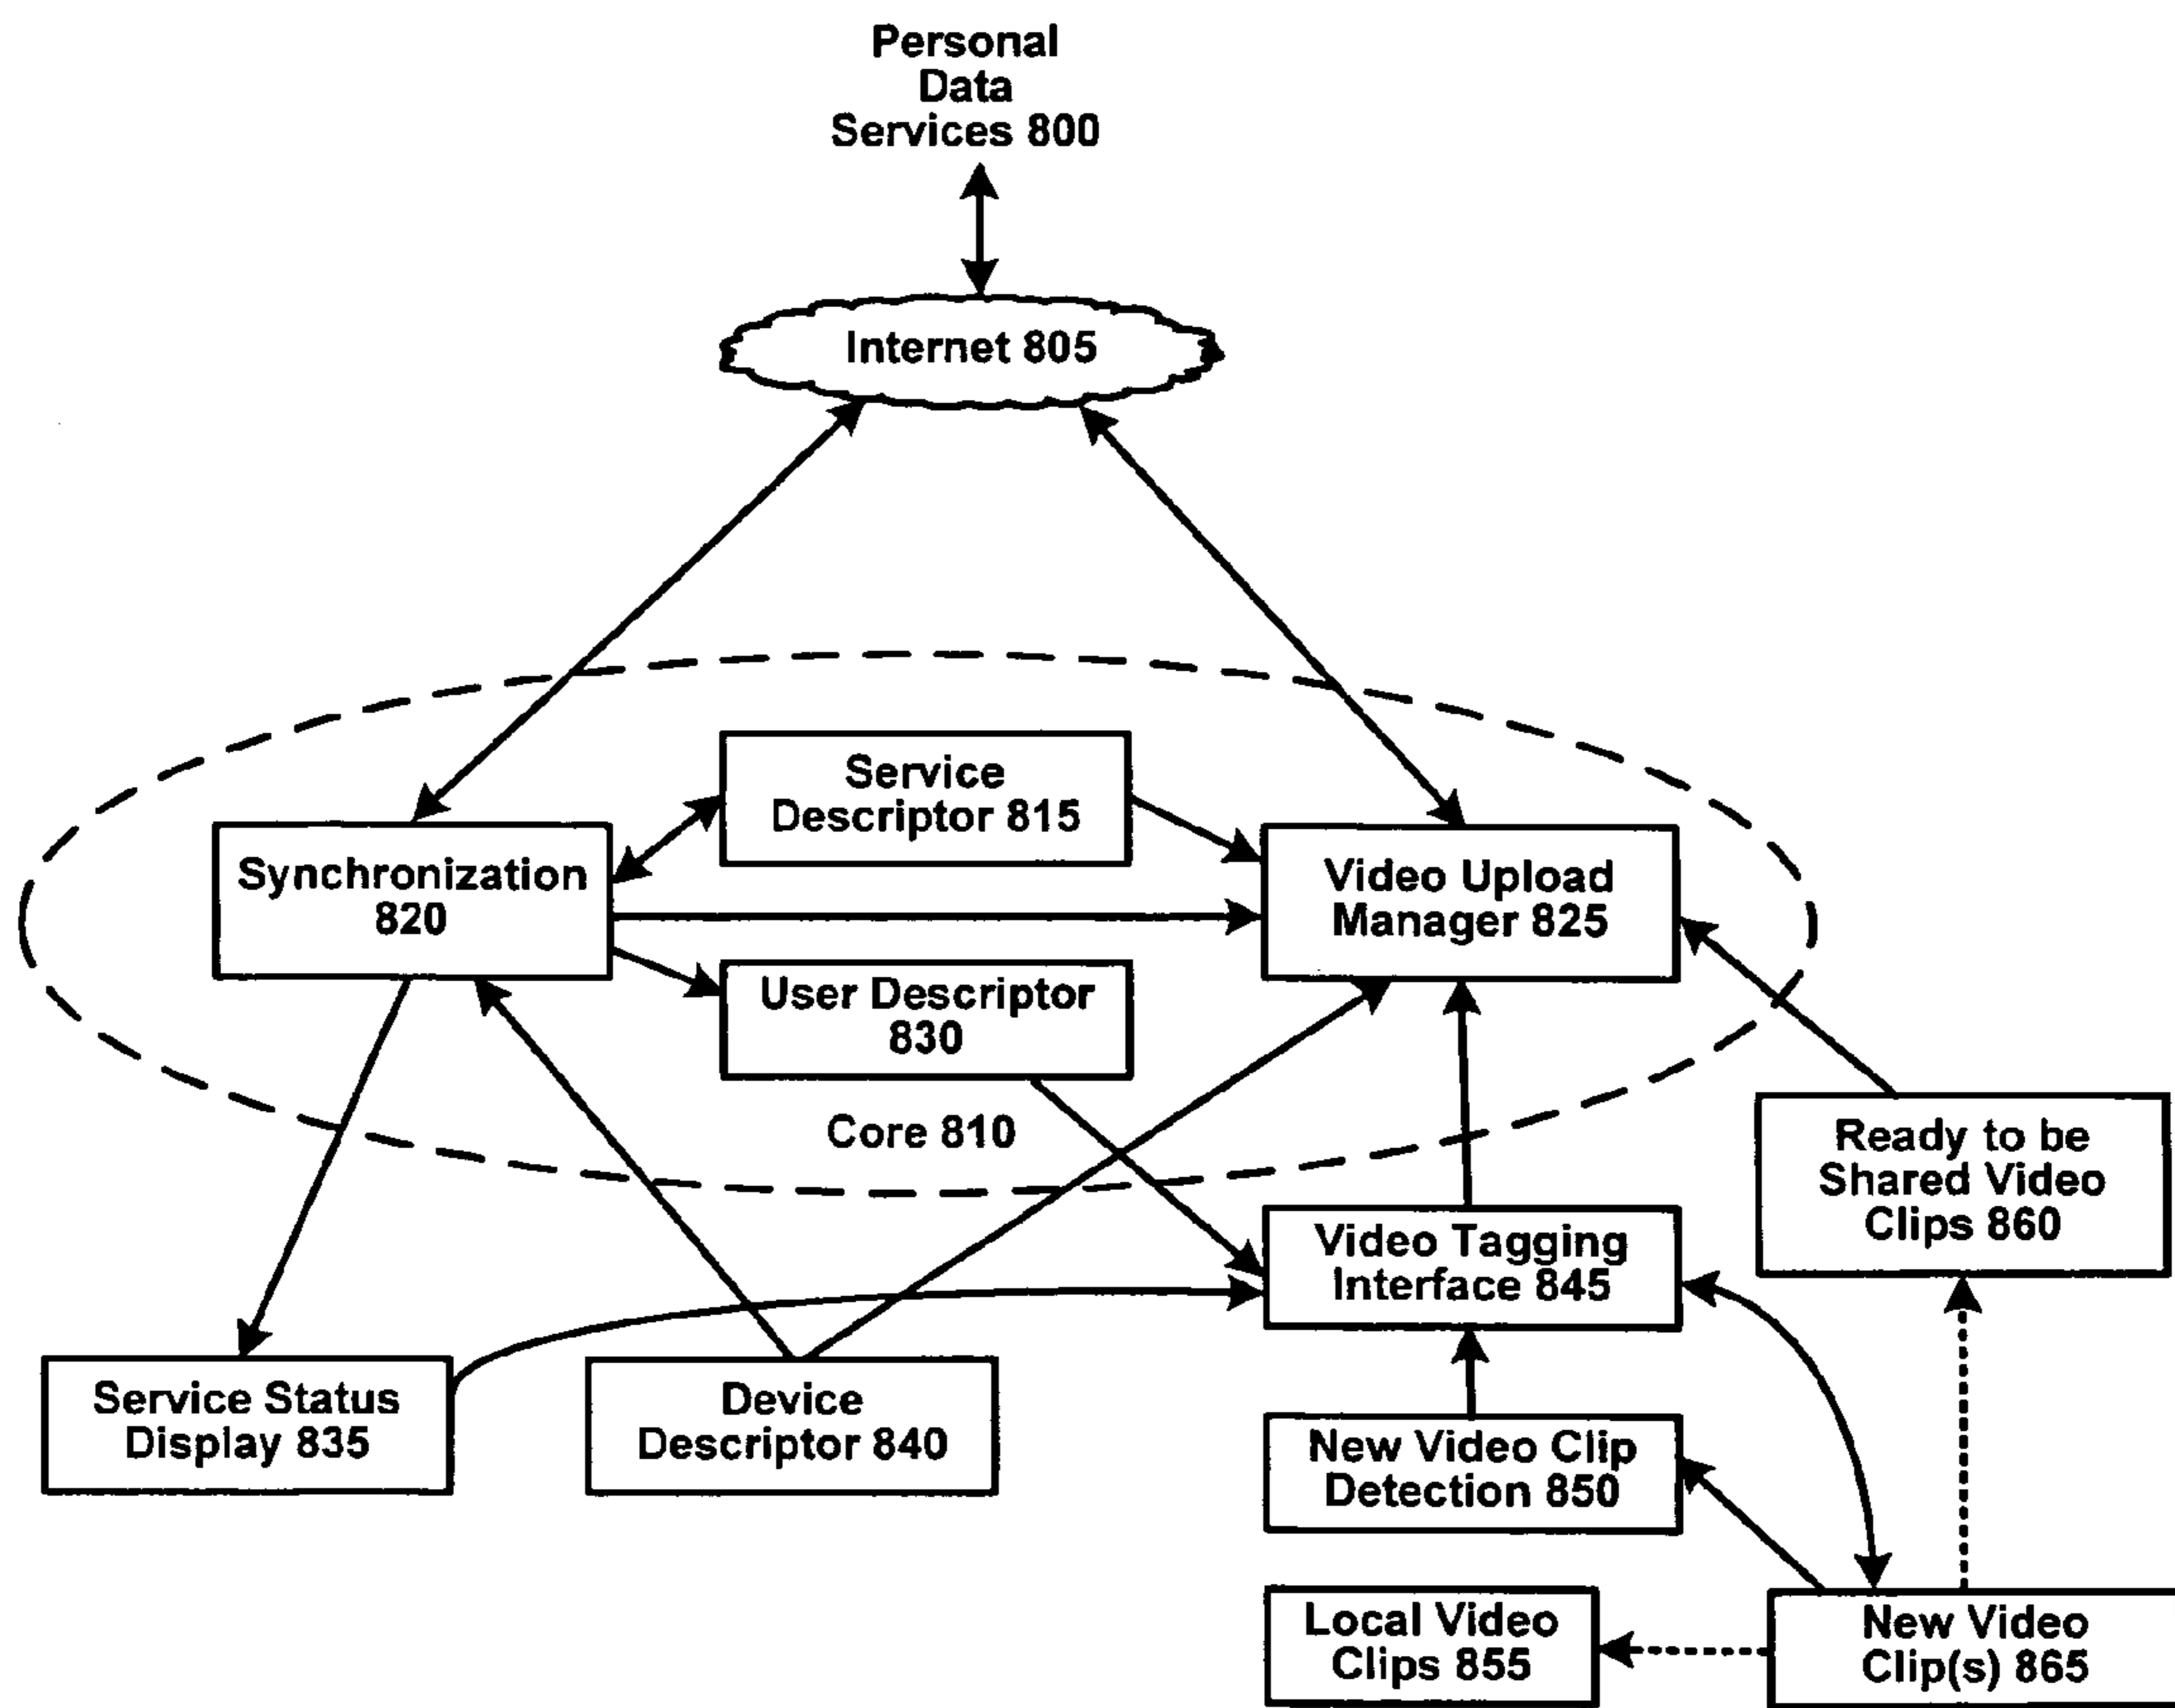 Personal
Data
Services 800
Internet 805
Service
Descriptor 815
Synchronization
820
Video Upload
Manager 825
User Descriptor
830
Core 810
Ready to be
Shared Video
Clips 860
Video Tagging
Interface 845
Service Status
Display 835
Device
Descriptor 840
New Video Clip
Detection 850
Local Video
Clips 855
New Video
Clip(s) 865